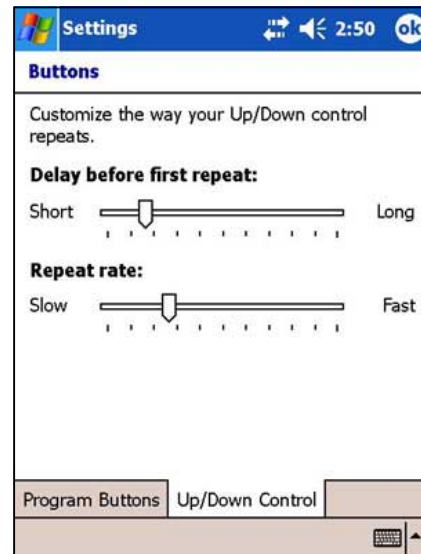 Settings 2:50 ok
Buttons
Customize the way your Up/Down control
repeats.
Delay before first repeat:
Short Long
Repeat rate:
Slow Fast
Program Buttons Up/Down Control